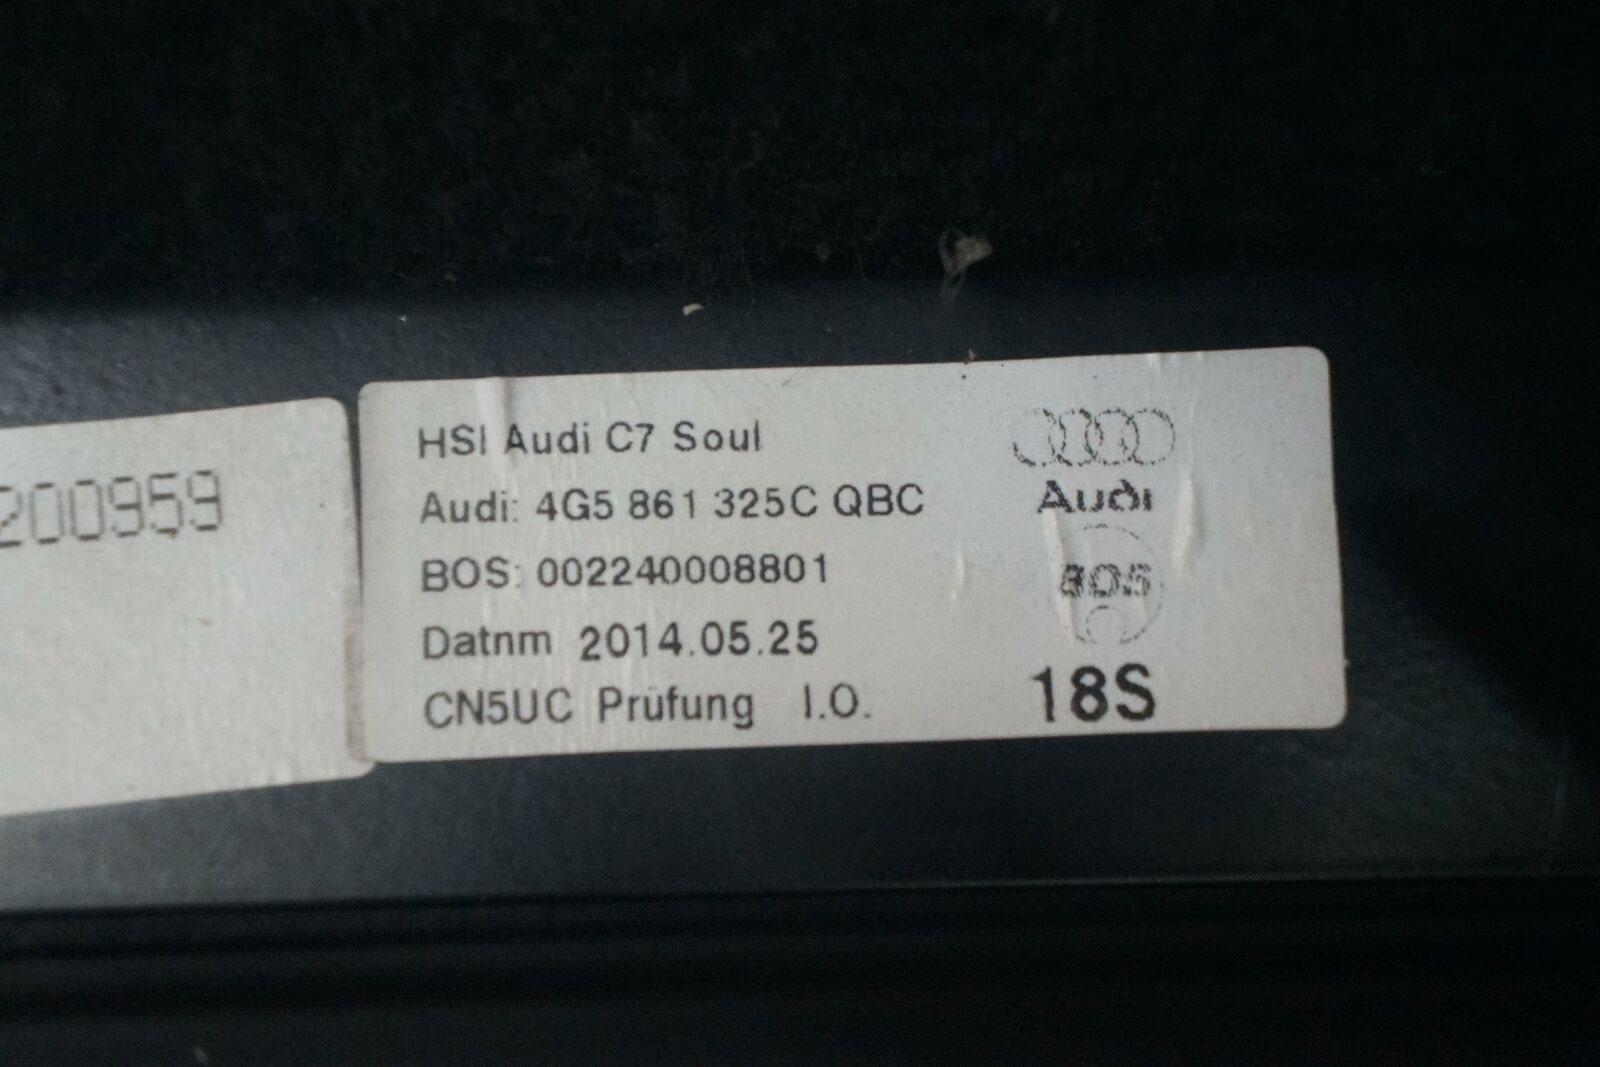 200959
HSI Audi C7 Soul
Audi: 4G5 861 325C QBC
BOS: 002240008801
Datnm 2014.05.25
CN5UC Prüfung I.O.
Audi
BOS
18S